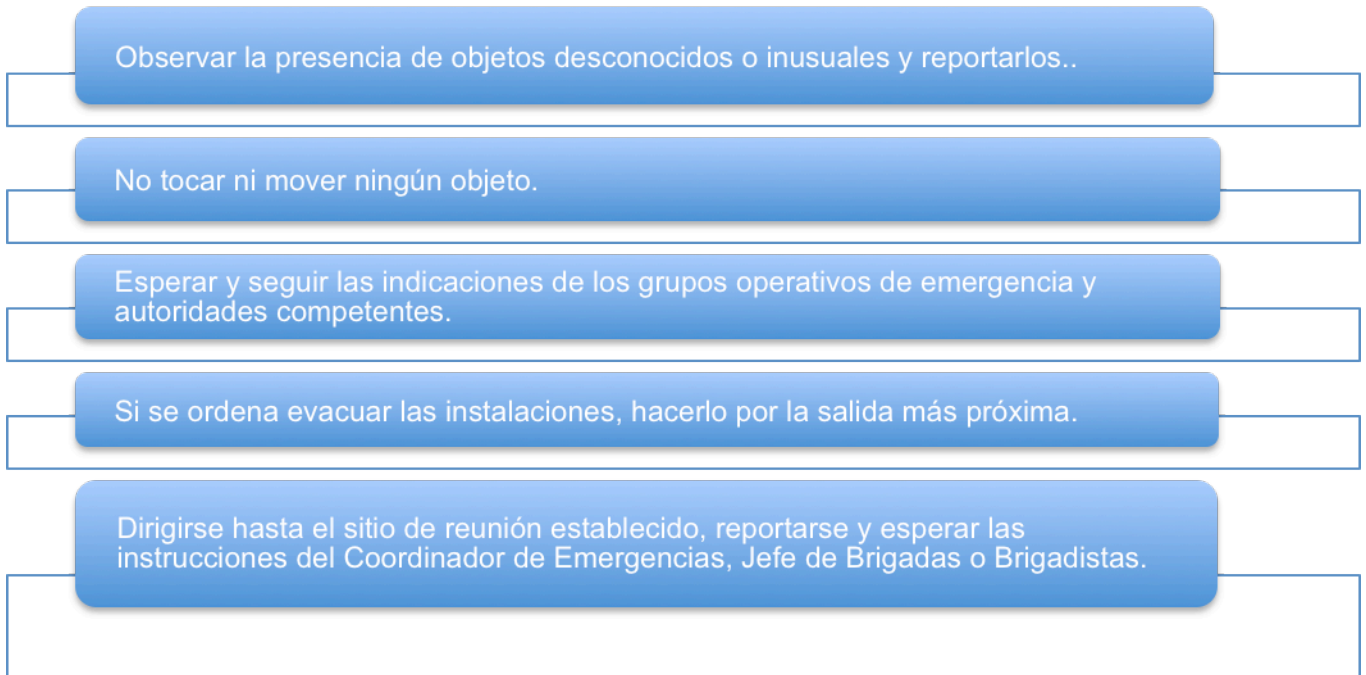 Observar la presencia de objetos desconocidos o inusuales y reportarlos..
No tocar ni mover ningún objeto.
Esperar y seguir las indicaciones de los grupos operativos de emergencia y
autoridades competentes.
Si se ordena evacuar las instalaciones, hacerlo por la salida más próxima.
Dirigirse hasta el sitio de reunión establecido, reportarse y esperar las
instrucciones del Coordinador de Emergencias, Jefe de Brigadas o Brigadistas.